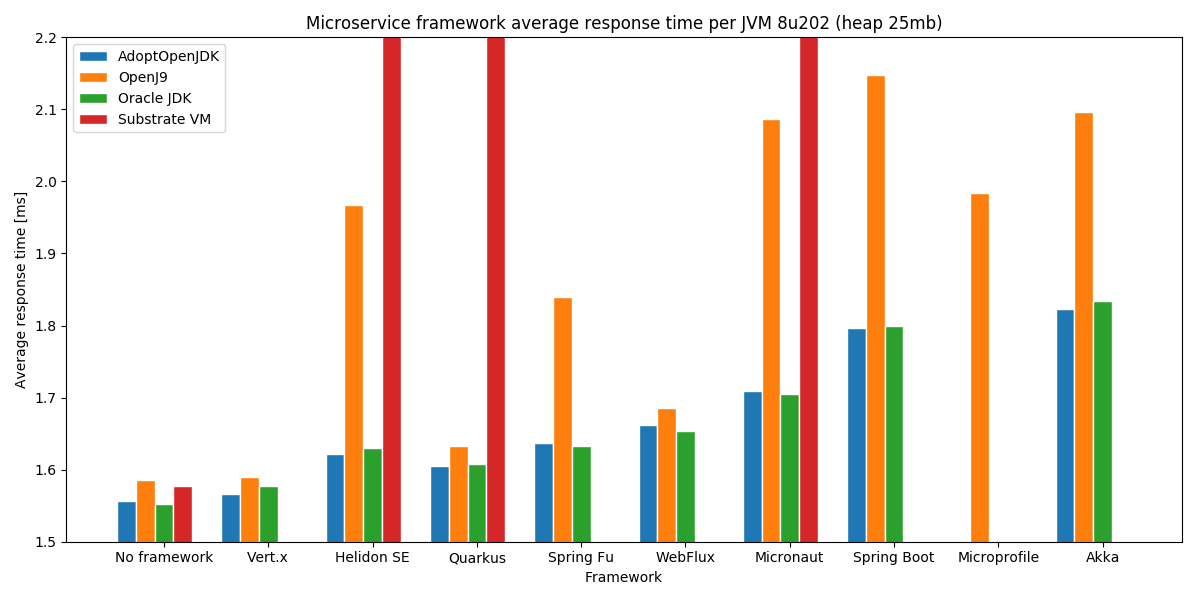 Microservice framework average response time per JVM 8u202 (heap 25mb)
AdoptOpenJDK
OpenJ9
Oracle JDK
Substrate VM
Average response time [ms]
2.2
2.1
2.0
1.9
1.8
1.7
1.6
1.5
No framework Vert.x Helidon SE Quarkus Spring Fu WebFlux Micronaut Spring Boot Microprofile Akka
Framework